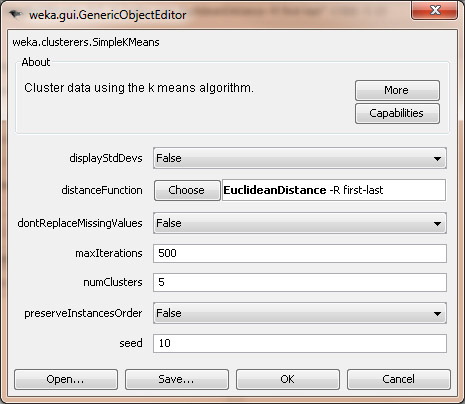 weka.gui.GenericObjectEditor
weka.clusterers.SimpleKMeans
About
Cluster data using the k means algorithm.
More
Capabilities
displayStdDevs False
distanceFunction Choose EuclideanDistance -R first-last
dontReplaceMissingValues False
maxIterations 500
numClusters 5
preserveInstancesOrder False
seed 10
Open... Save... OK Cancel